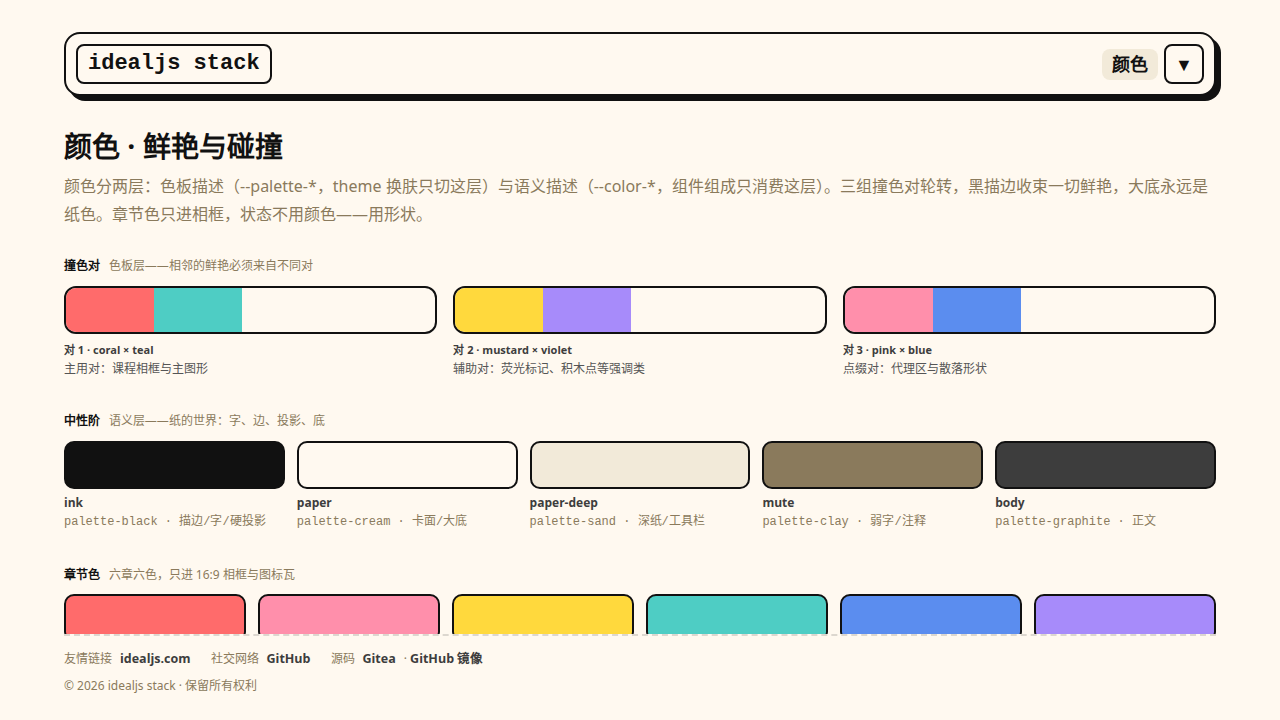 idealjs stack
颜色 ▼
颜色 · 鲜艳与碰撞
颜色分两层：色板描述（--palette-*，theme 换肤只切这层）与语义描述（--color-*，组件组成只消费这层）。三组撞色对轮转，黑描边收束一切鲜艳，大底永远是
纸色。章节色只进相框，状态不用颜色——用形状。
撞色对 色板层——相邻的鲜艳必须来自不同对
对 1 · coral × teal
主用对：课程相框与主图形
对 2 · mustard × violet
辅助对：荧光标记、积木点等强调类
对 3 · pink × blue
点缀对：代理区与散落形状
中性阶 语义层——纸的世界：字、边、投影、底
ink
palette-black · 描边/字/硬投影
paper
palette-cream · 卡面/大底
paper-deep
palette-sand · 深纸/工具栏
mute
palette-clay · 弱字/注释
body
palette-graphite · 正文
章节色 六章六色，只进 16:9 相框与图标瓦
友情链接 idealjs.com 社交网络 GitHub 源码 Gitea · GitHub 镜像
© 2026 idealjs stack · 保留所有权利